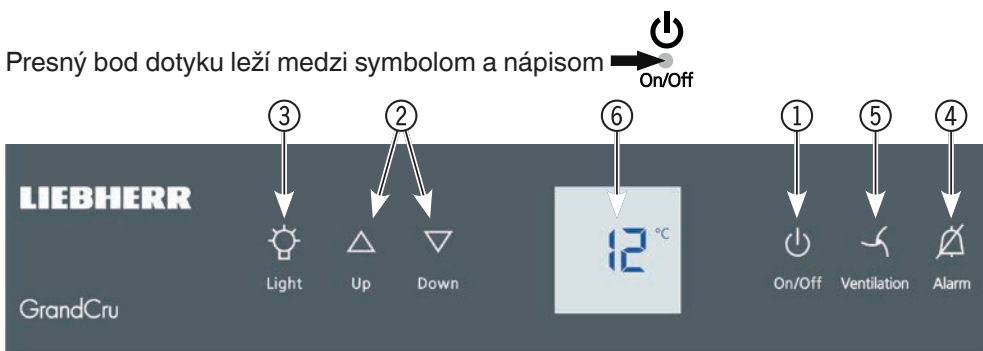 Presný bod dotyku leží medzi symbolom a nápisom
On/Off
3 2 6 1 5 4
LIEBHERR
12 °C
Light Up Down On/Off Ventilation Alarm
GrandCru